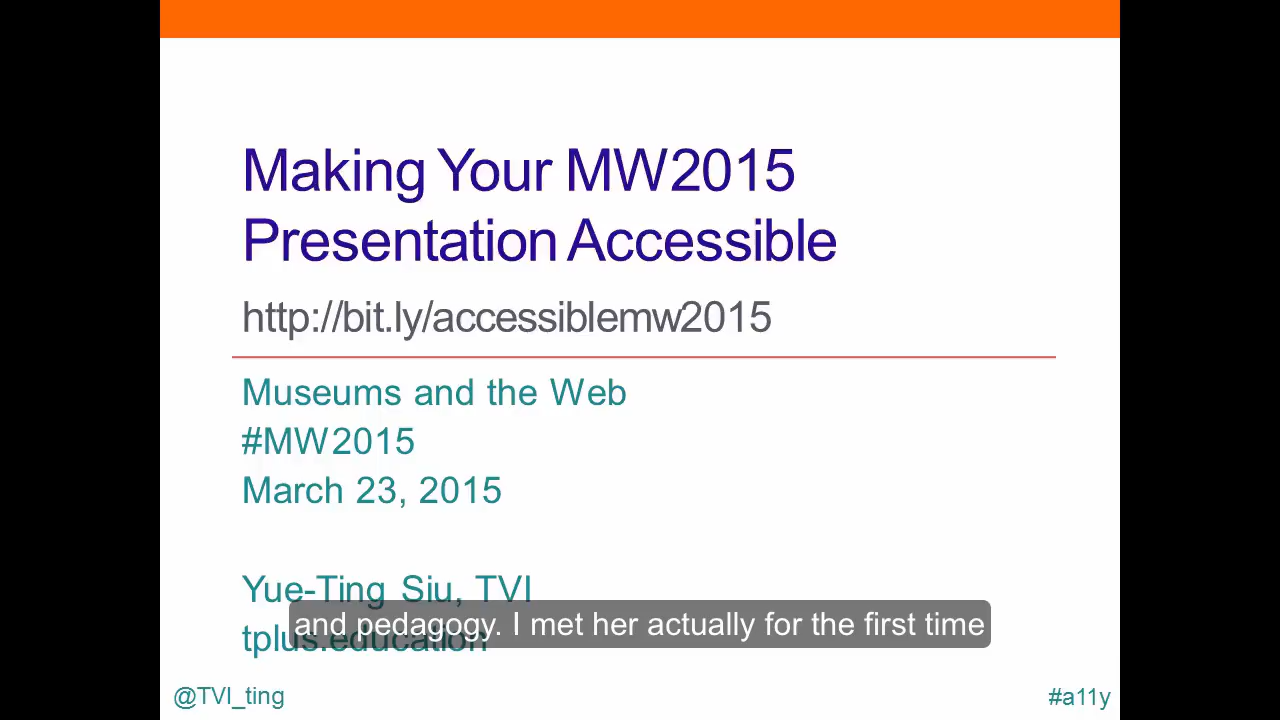 Making Your MW2015
Presentation Accessible
http://bit.ly/accessiblemw2015
Museums and the Web
#MW2015
March 23, 2015
Yue-Ting Siu, TVI
and pedagogy. I met her actually for the first time
tplus.education
@TVI_ting
#a11y